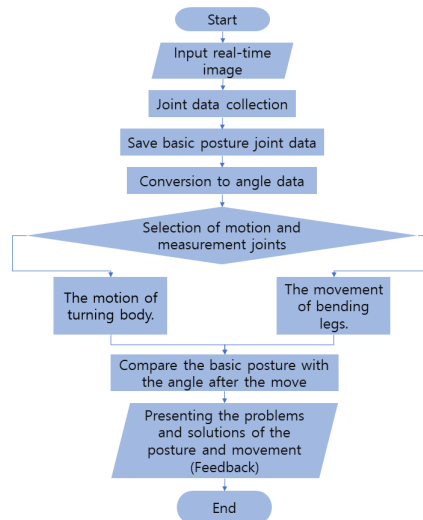 Start
Input real-time
image
Joint data collection
Save basic posture joint data
Conversion to angle data
Selection of motion and
measurement joints
The motion of
turning body.
The movement
of bending
legs.
Compare the basic posture with
the angle after the move
Presenting the problems
and solutions of the
posture and movement
(Feedback)
End